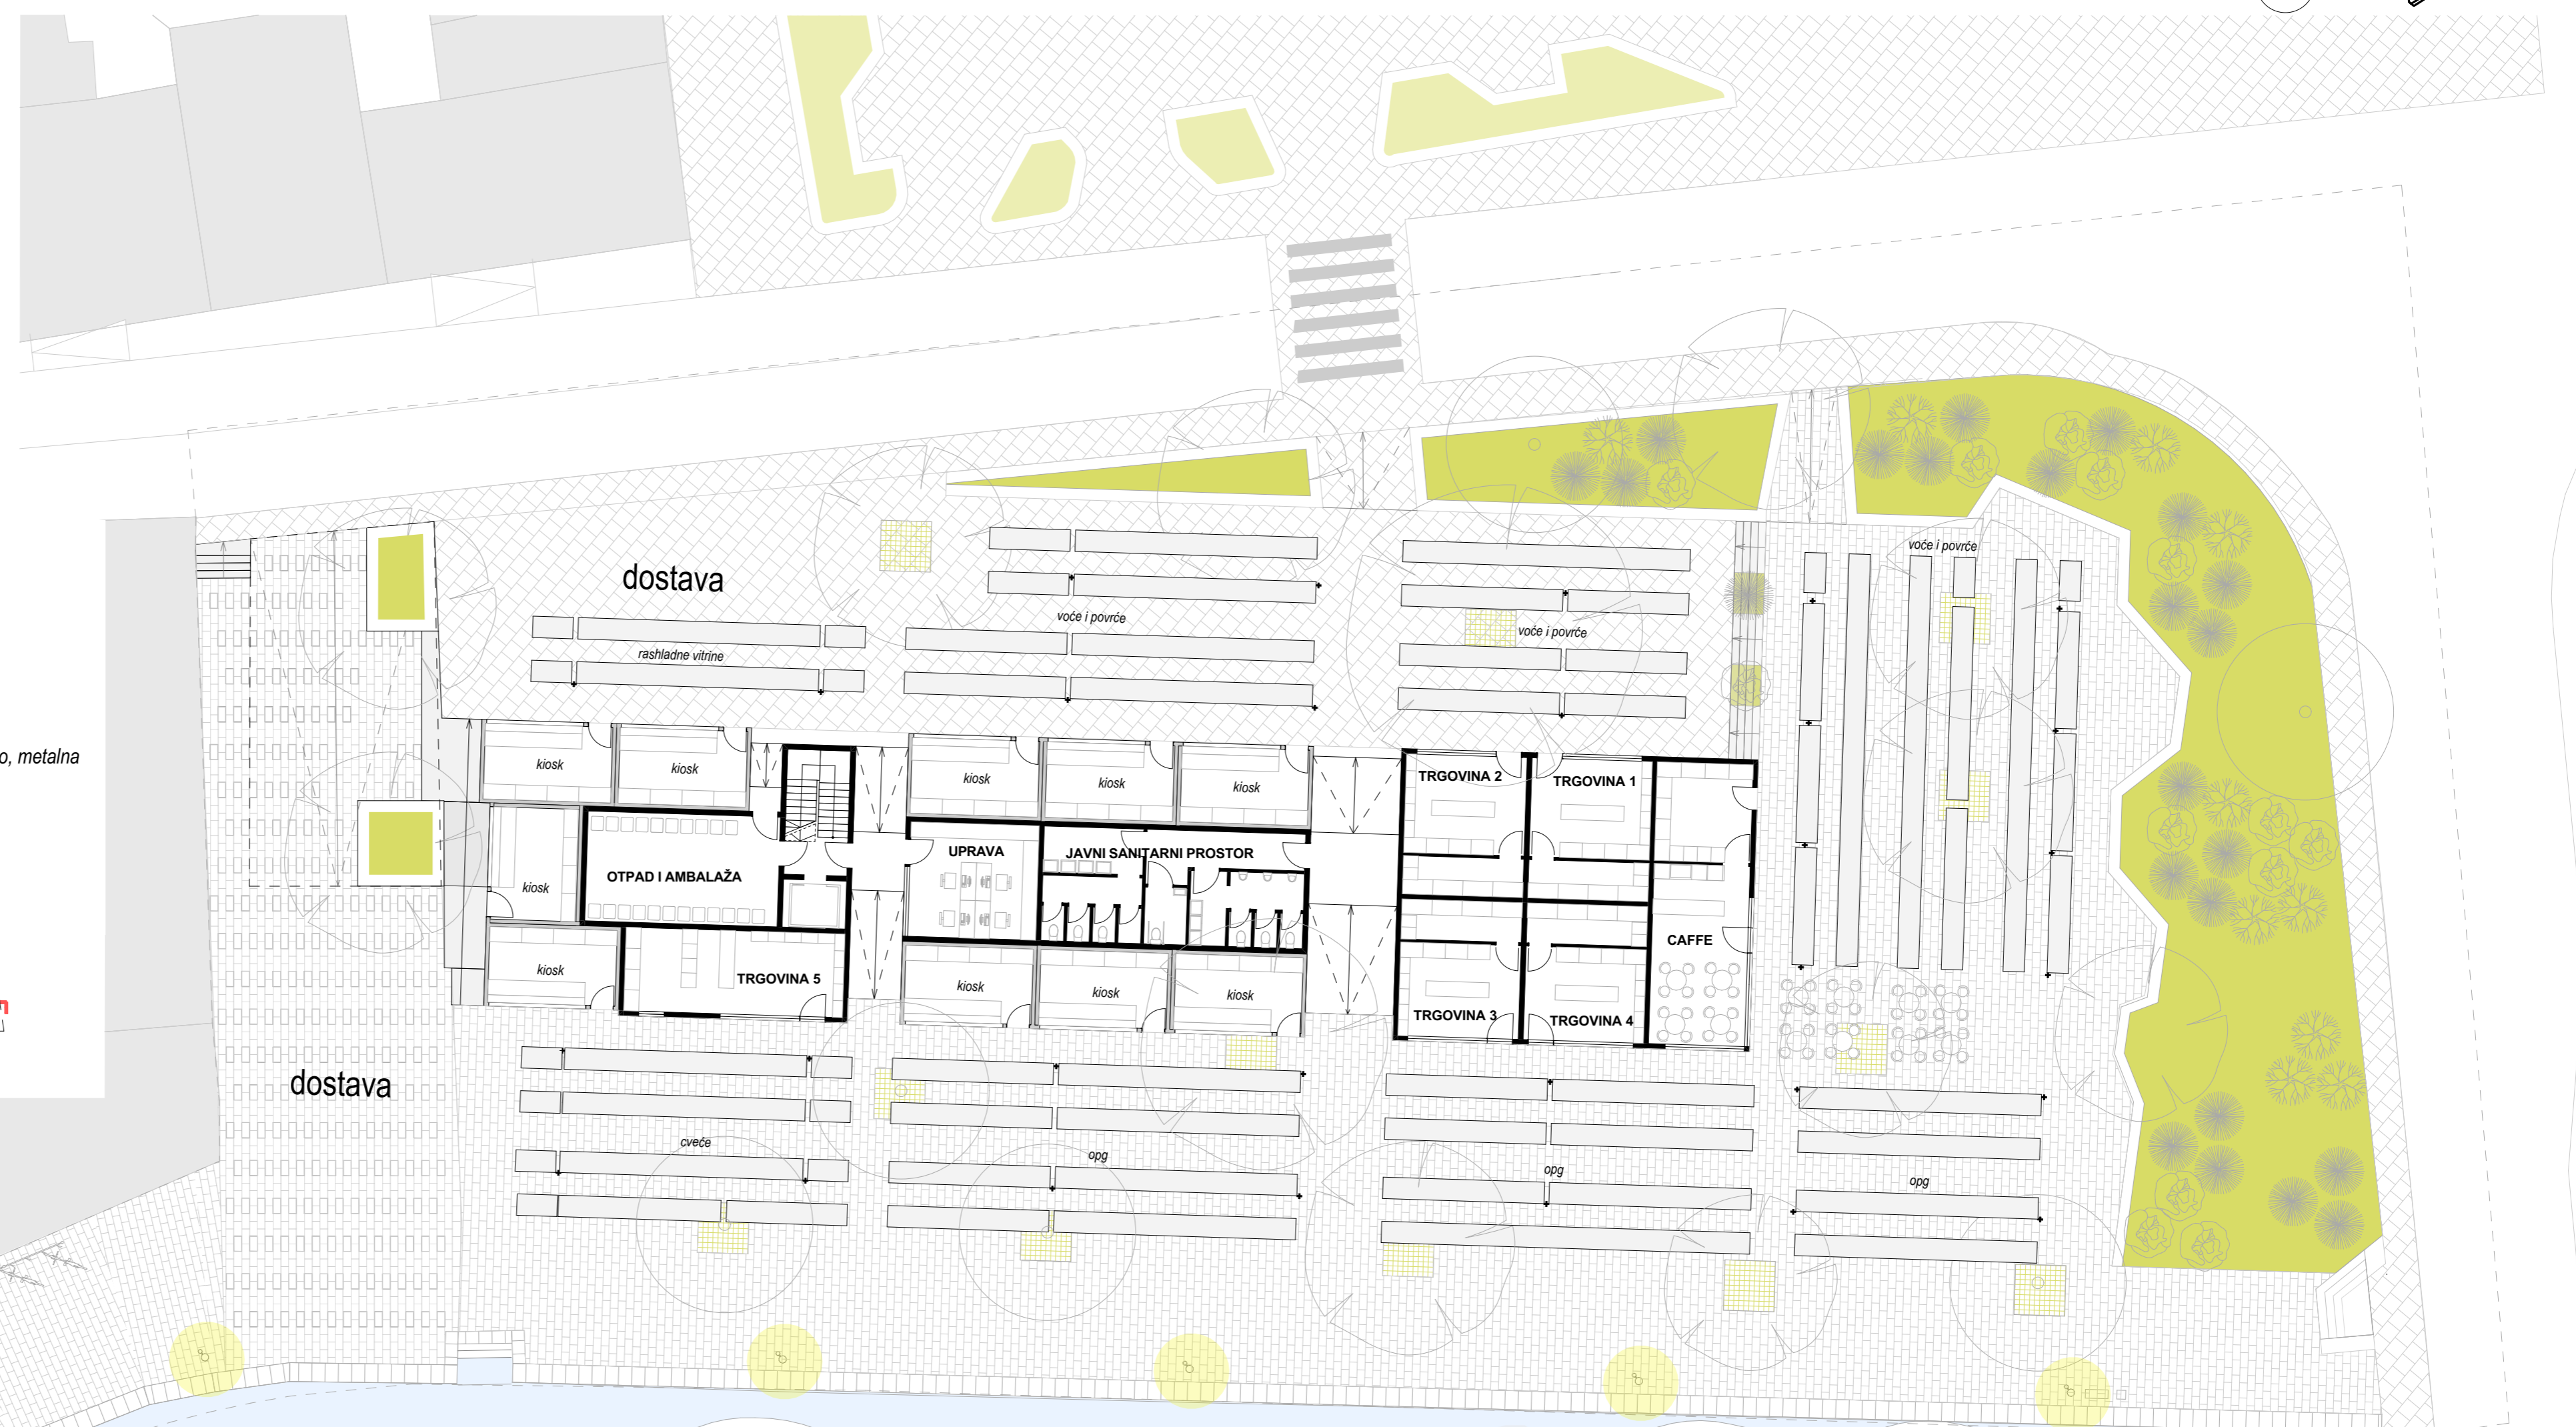 voće i povrće
dostava
voće i povrće
voće i povrće
rashladne vitrine
o, metalna
kiosk
kiosk
kiosk
kiosk
kiosk
TRGOVINA 2
TRGOVINA 1
UPRAVA
JAVNI SANITARNI PROSTOR
OTPAD I AMBALAŽA
kiosk
CAFFE
kiosk
TRGOVINA 5
kiosk
kiosk
kiosk
TRGOVINA 3
TRGOVINA 4
dostava
cveće
opg
opg
opg